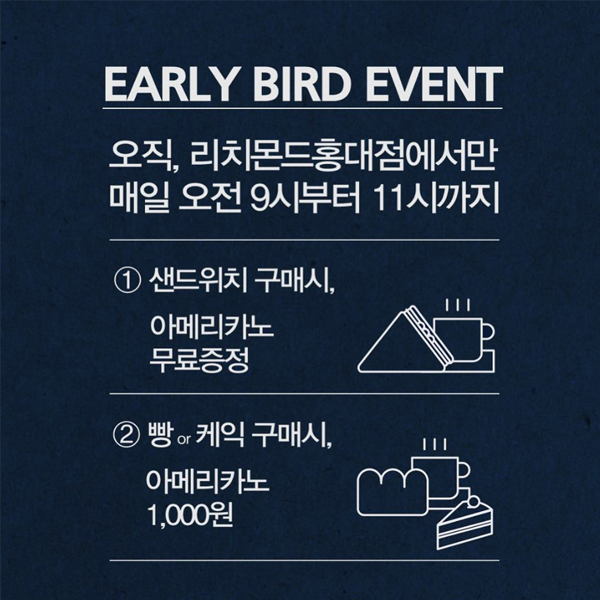 EARLY BIRD EVENT
오직, 리치몬드홍대점에서만
매일 오전 9시부터 11시까지
① 샌드위치 구매시,
아메리카노
무료증정
② 빵 or 케익 구매시,
아메리카노
1,000원